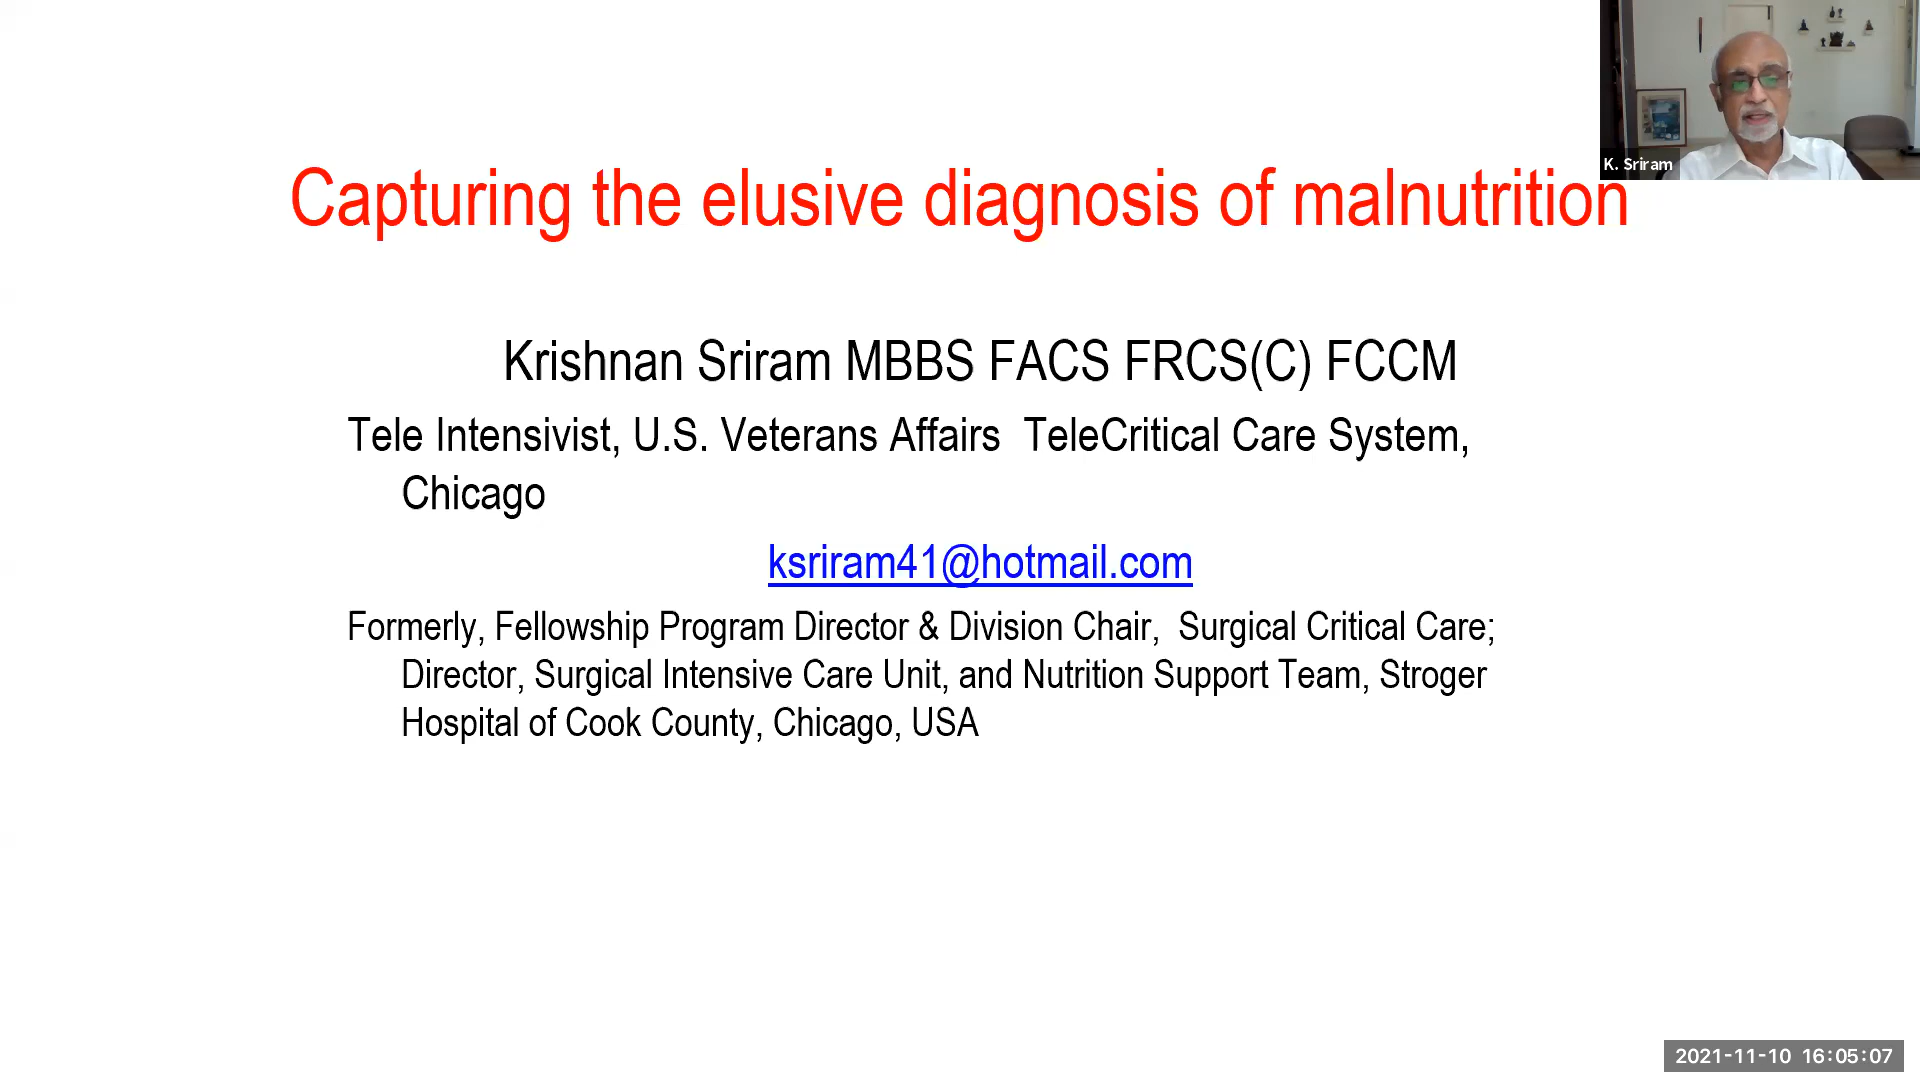 K. Sriram
Capturing the elusive diagnosis of malnutrition
Krishnan Sriram MBBS FACS FRCS(C) FCCM
Tele Intensivist, U.S. Veterans Affairs  TeleCritical Care System,
Chicago
ksriram41@hotmail.com
Formerly, Fellowship Program Director & Division Chair,  Surgical Critical Care;
Director, Surgical Intensive Care Unit, and Nutrition Support Team, Stroger
Hospital of Cook County, Chicago, USA
2021-11-10 16:05:07